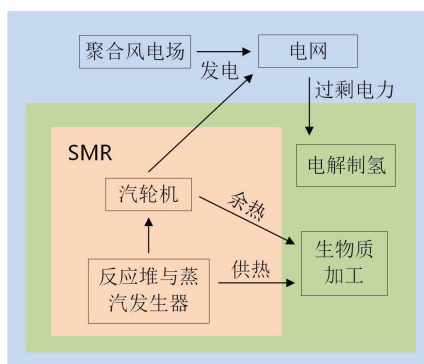 聚合风电场
电网
发电
过剩电力
SMR
电解制氢
汽轮机
余热
生物质
加工
反应堆与蒸
汽发生器
供热